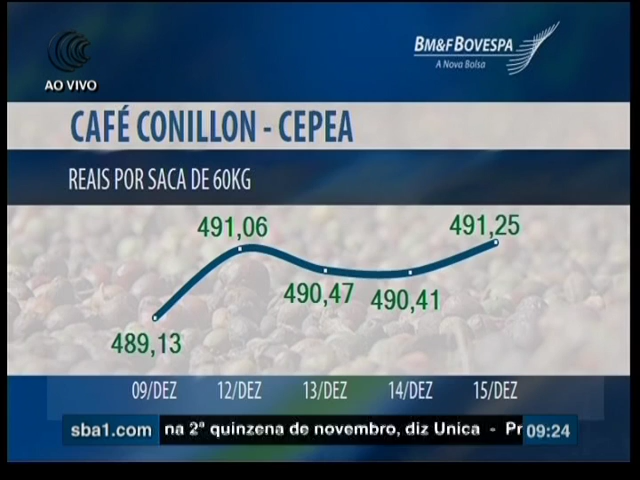 AO VIVO
BM&FBOVESPA
A Nova Bolsa
CAFÉ CONILLON - CEPEA
REAIS POR SACA DE 60KG
491,06
491,25
490,47
490,41
489,13
09/DEZ 12/DEZ 13/DEZ 14/DEZ 15/DEZ
sba1.com na 2ª quinzena de novembro, diz Unica - Pr 09:24